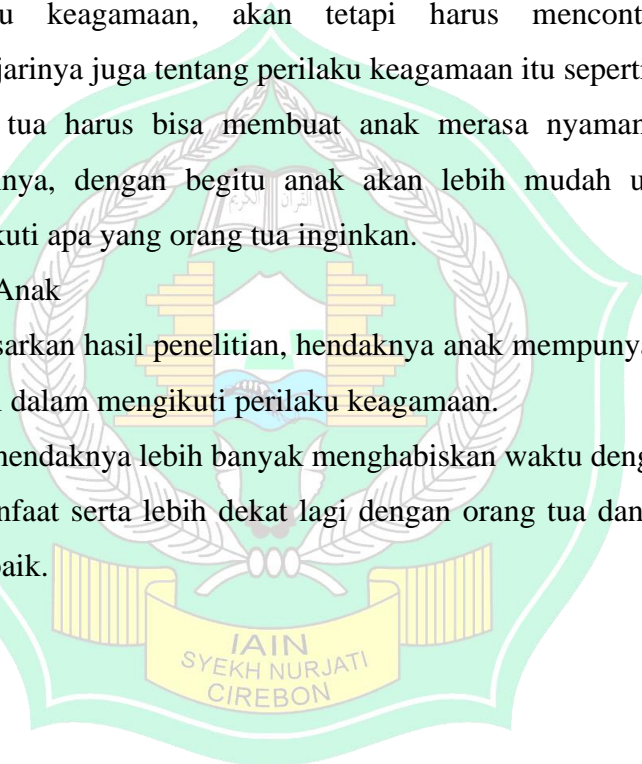 u keagamaan, akan tetapi harus mencont
jarinya juga tentang perilaku keagamaan itu seperti
tua harus bisa membuat anak merasa nyaman
nya, dengan begitu anak akan lebih mudah u
kuti apa yang orang tua inginkan.
Anak
sarkan hasil penelitian, hendaknya anak mempunya
dalam mengikuti perilaku keagamaan.
hendaknya lebih banyak menghabiskan waktu deng
nfaat serta lebih dekat lagi dengan orang tua dan
baik.
IAIN
SYEKH NURJATI
CIREBON